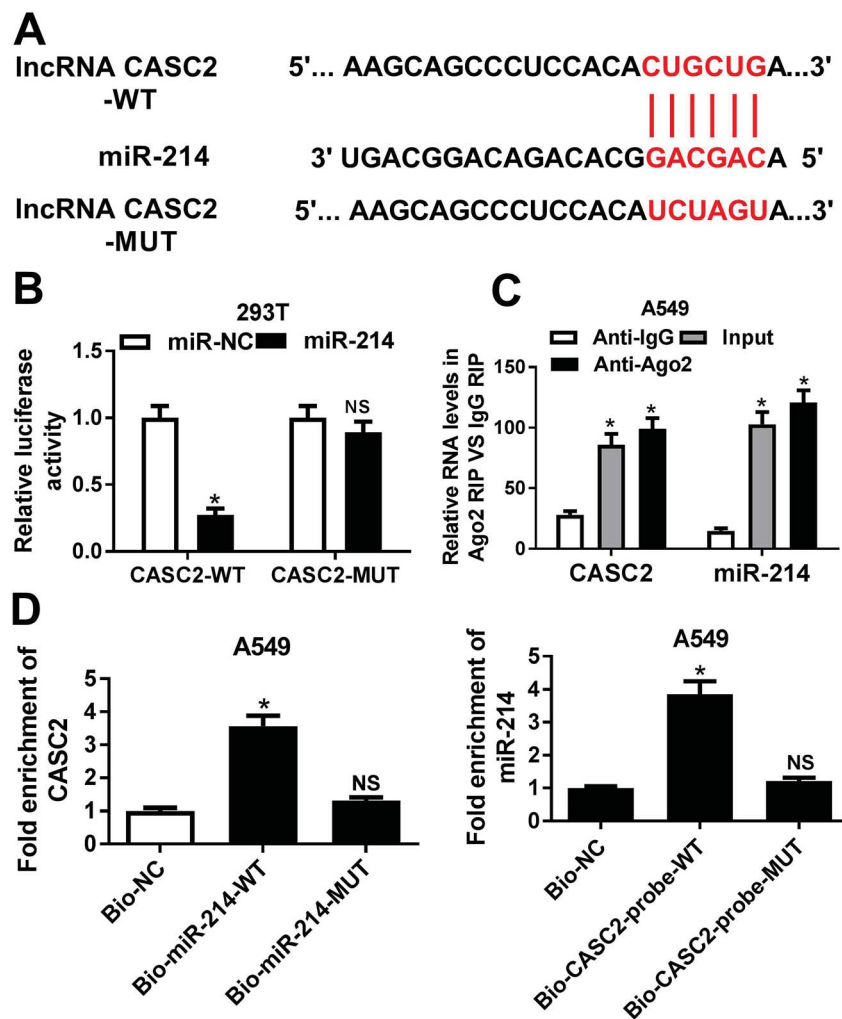 A
lncRNA CASC2
-WT
5'... AAGCAGCCCUCCACACUGCUGA...3'
miR-214
3' UGACGGACAGACACGGACGACA 5'
lncRNA CASC2
-MUT
5'... AAGCAGCCCUCCACAUCUAGUA...3'
B
293T
miR-NC miR-214
Relative luciferase
activity
1.5
1.0
0.5
0.0
*
NS
CASC2-WT CASC2-MUT
C
A549
Anti-IgG Input
Anti-Ago2
Relative RNA levels in
Ago2 RIP VS IgG RIP
150
100
50
0
* * * *
CASC2 miR-214
D
A549
Fold enrichment of
CASC2
5
4
3
2
1
0
*
NS
Bio-NC
Bio-miR-214-WT
Bio-miR-214-MUT
A549
Fold enrichment of
miR-214
5
4
3
2
1
0
*
NS
Bio-NC
Bio-CASC2-probe-WT
Bio-CASC2-probe-MUT